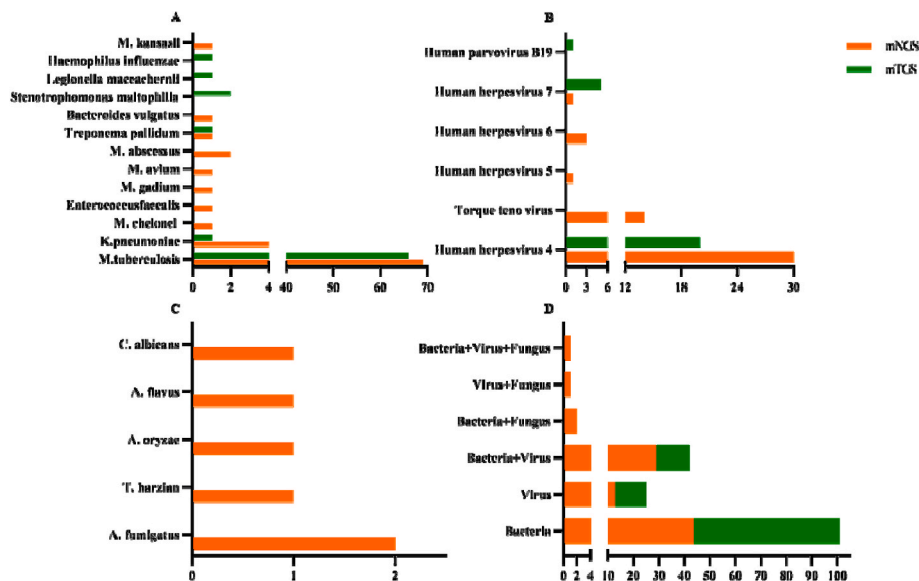 A
M. kansaii
Haemophilus influenzae
Legionella maceachernii
Stenotrophomonas maltophilia
Bacteroides vulgatus
Treponema pallidum
M. abscessus
M. avium
M. gadium
Enterococcusfaecalis
M. chelonei
K.pneumoniae
M.tuberculosis
0 2 4 40 50 60 70
B
Human parvovirus B19
Human herpesvirus 7
Human herpesvirus 6
Human herpesvirus 5
Torque teno virus
Human herpesvirus 4
0 3 6 12 18 24 30
mNGS
mTGS
C
C. albicans
A. flavus
A. oryzae
T. harzian
A. fumigatus
0 1 2
D
Bacteria+Virus+Fungus
Virus+Fungus
Bacteria+Fungus
Bacteria+Virus
Virus
Bacteria
0 2 4 10 20 30 40 50 60 70 80 90 100